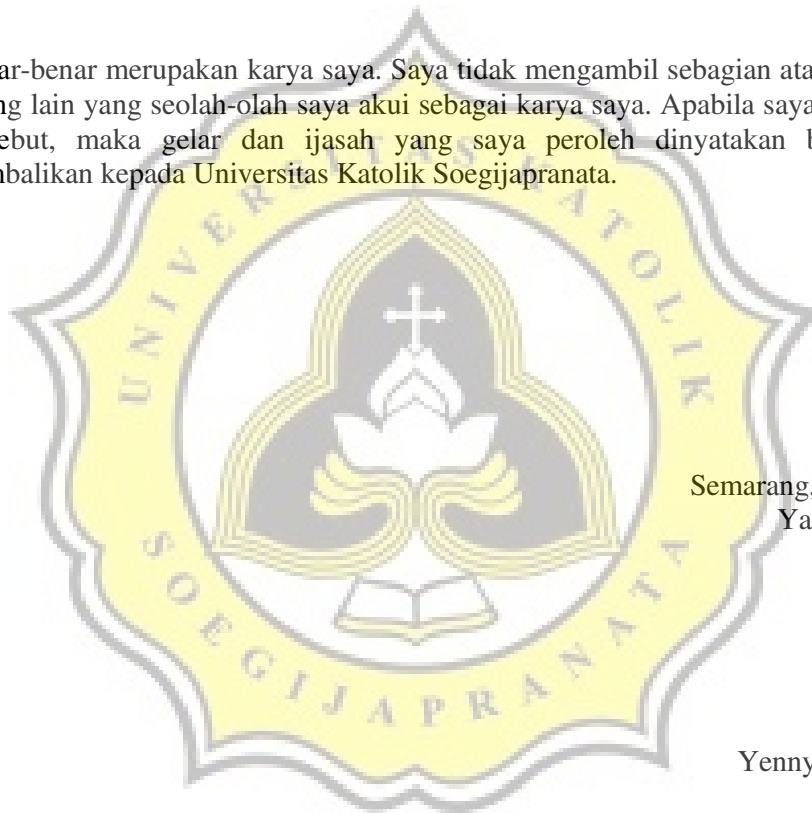 ar-benar merupakan karya saya. Saya tidak mengambil sebagian ata
ng lain yang seolah-olah saya akui sebagai karya saya. Apabila saya
ebut, maka gelar dan ijasah yang saya peroleh dinyatakan b
mbalikan kepada Universitas Katolik Soegijapranata.
UNIVERSITAS KATOLIK
Semarang,
Ya
SOEGIJAPRANATA
Yenny